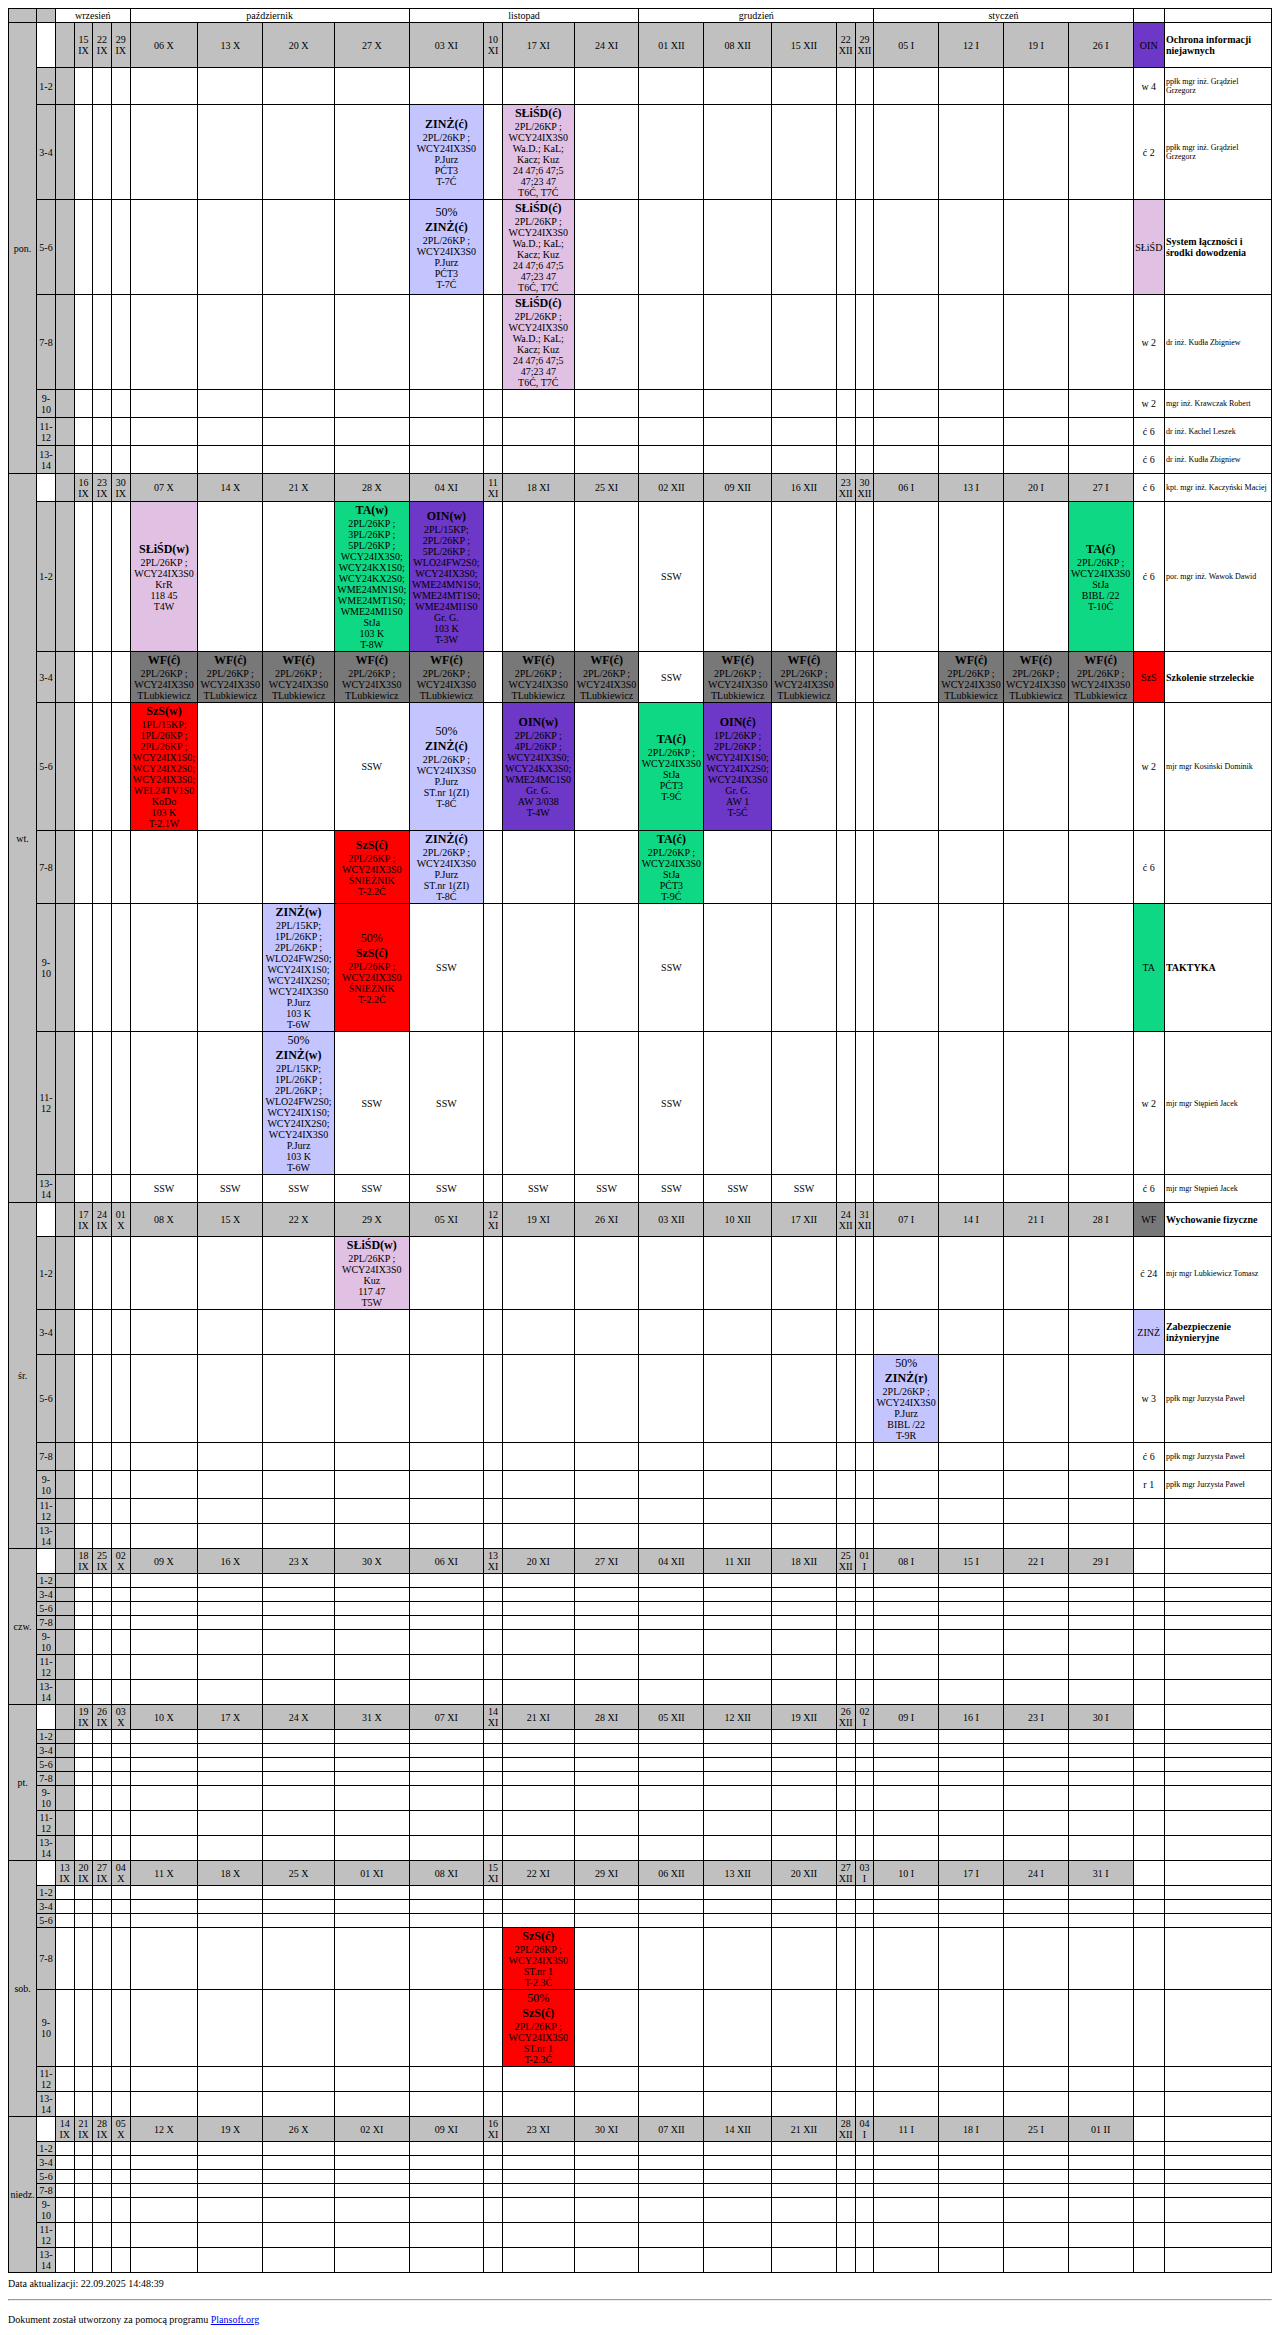 wrzesień październik listopad grudzień styczeń
pon. 15 IX 22 IX 29 IX 06 X 13 X 20 X 27 X 03 XI 10 XI 17 XI 24 XI 01 XII 08 XII 15 XII 22 XII 29 XII 05 I 12 I 19 I 26 I OIN Ochrona informacji niejawnych
1-2 w 4 ppłk mgr inż. Grądziel Grzegorz
3-4
ZINŻ(ć)
2PL/26KP ;
WCY24IX3S0
P.Jurz
PĆT3
T-7Ć
SŁiŚD(ć)
2PL/26KP ;
WCY24IX3S0
Wa.D.; KaL;
Kacz; Kuz
24 47;6 47;5
47;23 47
T6Ć, T7Ć
ć 2 ppłk mgr inż. Grądziel Grzegorz
5-6
50%
ZINŻ(ć)
2PL/26KP ;
WCY24IX3S0
P.Jurz
PĆT3
T-7Ć
SŁiŚD(ć)
2PL/26KP ;
WCY24IX3S0
Wa.D.; KaL;
Kacz; Kuz
24 47;6 47;5
47;23 47
T6Ć, T7Ć
SŁiŚD System łączności i środki dowodzenia
7-8
SŁiŚD(ć)
2PL/26KP ;
WCY24IX3S0
Wa.D.; KaL;
Kacz; Kuz
24 47;6 47;5
47;23 47
T6Ć, T7Ć
w 2 dr inż. Kudła Zbigniew
9-10 w 2 mgr inż. Krawczak Robert
11-12 ć 6 dr inż. Kachel Leszek
13-14 ć 6 dr inż. Kudła Zbigniew
wt. 16 IX 23 IX 30 IX 07 X 14 X 21 X 28 X 04 XI 11 XI 18 XI 25 XI 02 XII 09 XII 16 XII 23 XII 30 XII 06 I 13 I 20 I 27 I ć 6 kpt. mgr inż. Kaczyński Maciej
1-2
SŁiŚD(w)
2PL/26KP ;
WCY24IX3S0
KrR
118 45
T4W
TA(w)
2PL/26KP ;
3PL/26KP ;
5PL/26KP ;
WCY24IX3S0;
WCY24KX1S0;
WCY24KX2S0;
WME24MN1S0;
WME24MT1S0;
WME24MI1S0
StJa
103 K
T-8W
OIN(w)
2PL/15KP;
2PL/26KP ;
5PL/26KP ;
WLO24FW2S0;
WCY24IX3S0;
WME24MN1S0;
WME24MT1S0;
WME24MI1S0
Gr. G.
103 K
T-3W
SSW
TA(ć)
2PL/26KP ;
WCY24IX3S0
StJa
BIBL /22
T-10Ć
ć 6 por. mgr inż. Wawok Dawid
3-4
WF(ć) WF(ć) WF(ć) WF(ć) WF(ć) WF(ć) WF(ć) SSW WF(ć) WF(ć) WF(ć) WF(ć) WF(ć)
2PL/26KP ; 2PL/26KP ; 2PL/26KP ; 2PL/26KP ; 2PL/26KP ; 2PL/26KP ; 2PL/26KP ; 2PL/26KP ; 2PL/26KP ; 2PL/26KP ; 2PL/26KP ; 2PL/26KP ;
WCY24IX3S0 WCY24IX3S0 WCY24IX3S0 WCY24IX3S0 WCY24IX3S0 WCY24IX3S0 WCY24IX3S0 WCY24IX3S0 WCY24IX3S0 WCY24IX3S0 WCY24IX3S0 WCY24IX3S0
TLubkiewicz TLubkiewicz TLubkiewicz TLubkiewicz TLubkiewicz TLubkiewicz TLubkiewicz TLubkiewicz TLubkiewicz TLubkiewicz TLubkiewicz TLubkiewicz
SzS Szkolenie strzeleckie
5-6
SzS(w)
1PL/15KP;
1PL/26KP ;
2PL/26KP ;
WCY24IX1S0;
WCY24IX2S0;
WCY24IX3S0;
WEL24TV1S0
KoDo
103 K
T-2.1W
SSW
50%
ZINŻ(ć)
2PL/26KP ;
WCY24IX3S0
P.Jurz
ST.nr 1(ZI)
T-8Ć
OIN(w)
2PL/26KP ;
4PL/26KP ;
WCY24IX3S0;
WCY24KX3S0;
WME24MC1S0
Gr. G.
AW 3/038
T-4W
TA(ć)
2PL/26KP ;
WCY24IX3S0
StJa
PĆT3
T-9Ć
OIN(ć)
1PL/26KP ;
2PL/26KP ;
WCY24IX1S0;
WCY24IX2S0;
WCY24IX3S0
Gr. G.
AW 1
T-5Ć
w 2 mjr mgr Kosiński Dominik
7-8
SzS(ć)
2PL/26KP ;
WCY24IX3S0
ŚNIEŻNIK
T-2.2Ć
ZINŻ(ć)
2PL/26KP ;
WCY24IX3S0
P.Jurz
ST.nr 1(ZI)
T-8Ć
TA(ć)
2PL/26KP ;
WCY24IX3S0
StJa
PĆT3
T-9Ć
ć 6
9-10
ZINŻ(w)
2PL/15KP;
1PL/26KP ;
2PL/26KP ;
WLO24FW2S0;
WCY24IX1S0;
WCY24IX2S0;
WCY24IX3S0
P.Jurz
103 K
T-6W
50%
SzS(ć)
2PL/26KP ;
WCY24IX3S0
ŚNIEŻNIK
T-2.2Ć
SSW SSW
TA TAKTYKA
11-12
50%
ZINŻ(w)
2PL/15KP;
1PL/26KP ;
2PL/26KP ;
WLO24FW2S0;
WCY24IX1S0;
WCY24IX2S0;
WCY24IX3S0
P.Jurz
103 K
T-6W
SSW SSW SSW
w 2 mjr mgr Stępień Jacek
13-14 SSW SSW SSW SSW SSW SSW SSW SSW SSW SSW ć 6 mjr mgr Stępień Jacek
śr. 17 IX 24 IX 01 X 08 X 15 X 22 X 29 X 05 XI 12 XI 19 XI 26 XI 03 XII 10 XII 17 XII 24 XII 31 XII 07 I 14 I 21 I 28 I WF Wychowanie fizyczne
1-2
SŁiŚD(w)
2PL/26KP ;
WCY24IX3S0
Kuz
117 47
T5W
ć 24 mjr mgr Lubkiewicz Tomasz
3-4 ZINŻ Zabezpieczenie inżynieryjne
5-6
50%
ZINŻ(r)
2PL/26KP ;
WCY24IX3S0
P.Jurz
BIBL /22
T-9R
w 3 ppłk mgr Jurzysta Paweł
7-8 ć 6 ppłk mgr Jurzysta Paweł
9-10 r 1 ppłk mgr Jurzysta Paweł
11-12
13-14
czw. 18 IX 25 IX 02 X 09 X 16 X 23 X 30 X 06 XI 13 XI 20 XI 27 XI 04 XII 11 XII 18 XII 25 XII 01 I 08 I 15 I 22 I 29 I
1-2
3-4
5-6
7-8
9-10
11-12
13-14
pt. 19 IX 26 IX 03 X 10 X 17 X 24 X 31 X 07 XI 14 XI 21 XI 28 XI 05 XII 12 XII 19 XII 26 XII 02 I 09 I 16 I 23 I 30 I
1-2
3-4
5-6
7-8
9-10
11-12
13-14
sob. 13 IX 20 IX 27 IX 04 X 11 X 18 X 25 X 01 XI 08 XI 15 XI 22 XI 29 XI 06 XII 13 XII 20 XII 27 XII 03 I 10 I 17 I 24 I 31 I
1-2
3-4
5-6
7-8
SzS(ć)
2PL/26KP ;
WCY24IX3S0
ST.nr 1
T-2.3Ć
9-10
50%
SzS(ć)
2PL/26KP ;
WCY24IX3S0
ST.nr 1
T-2.3Ć
11-12
13-14
niedz. 14 IX 21 IX 28 IX 05 X 12 X 19 X 26 X 02 XI 09 XI 16 XI 23 XI 30 XI 07 XII 14 XII 21 XII 28 XII 04 I 11 I 18 I 25 I 01 II
1-2
3-4
5-6
7-8
9-10
11-12
13-14
Data aktualizacji: 22.09.2025 14:48:39
Dokument został utworzony za pomocą programu Plansoft.org